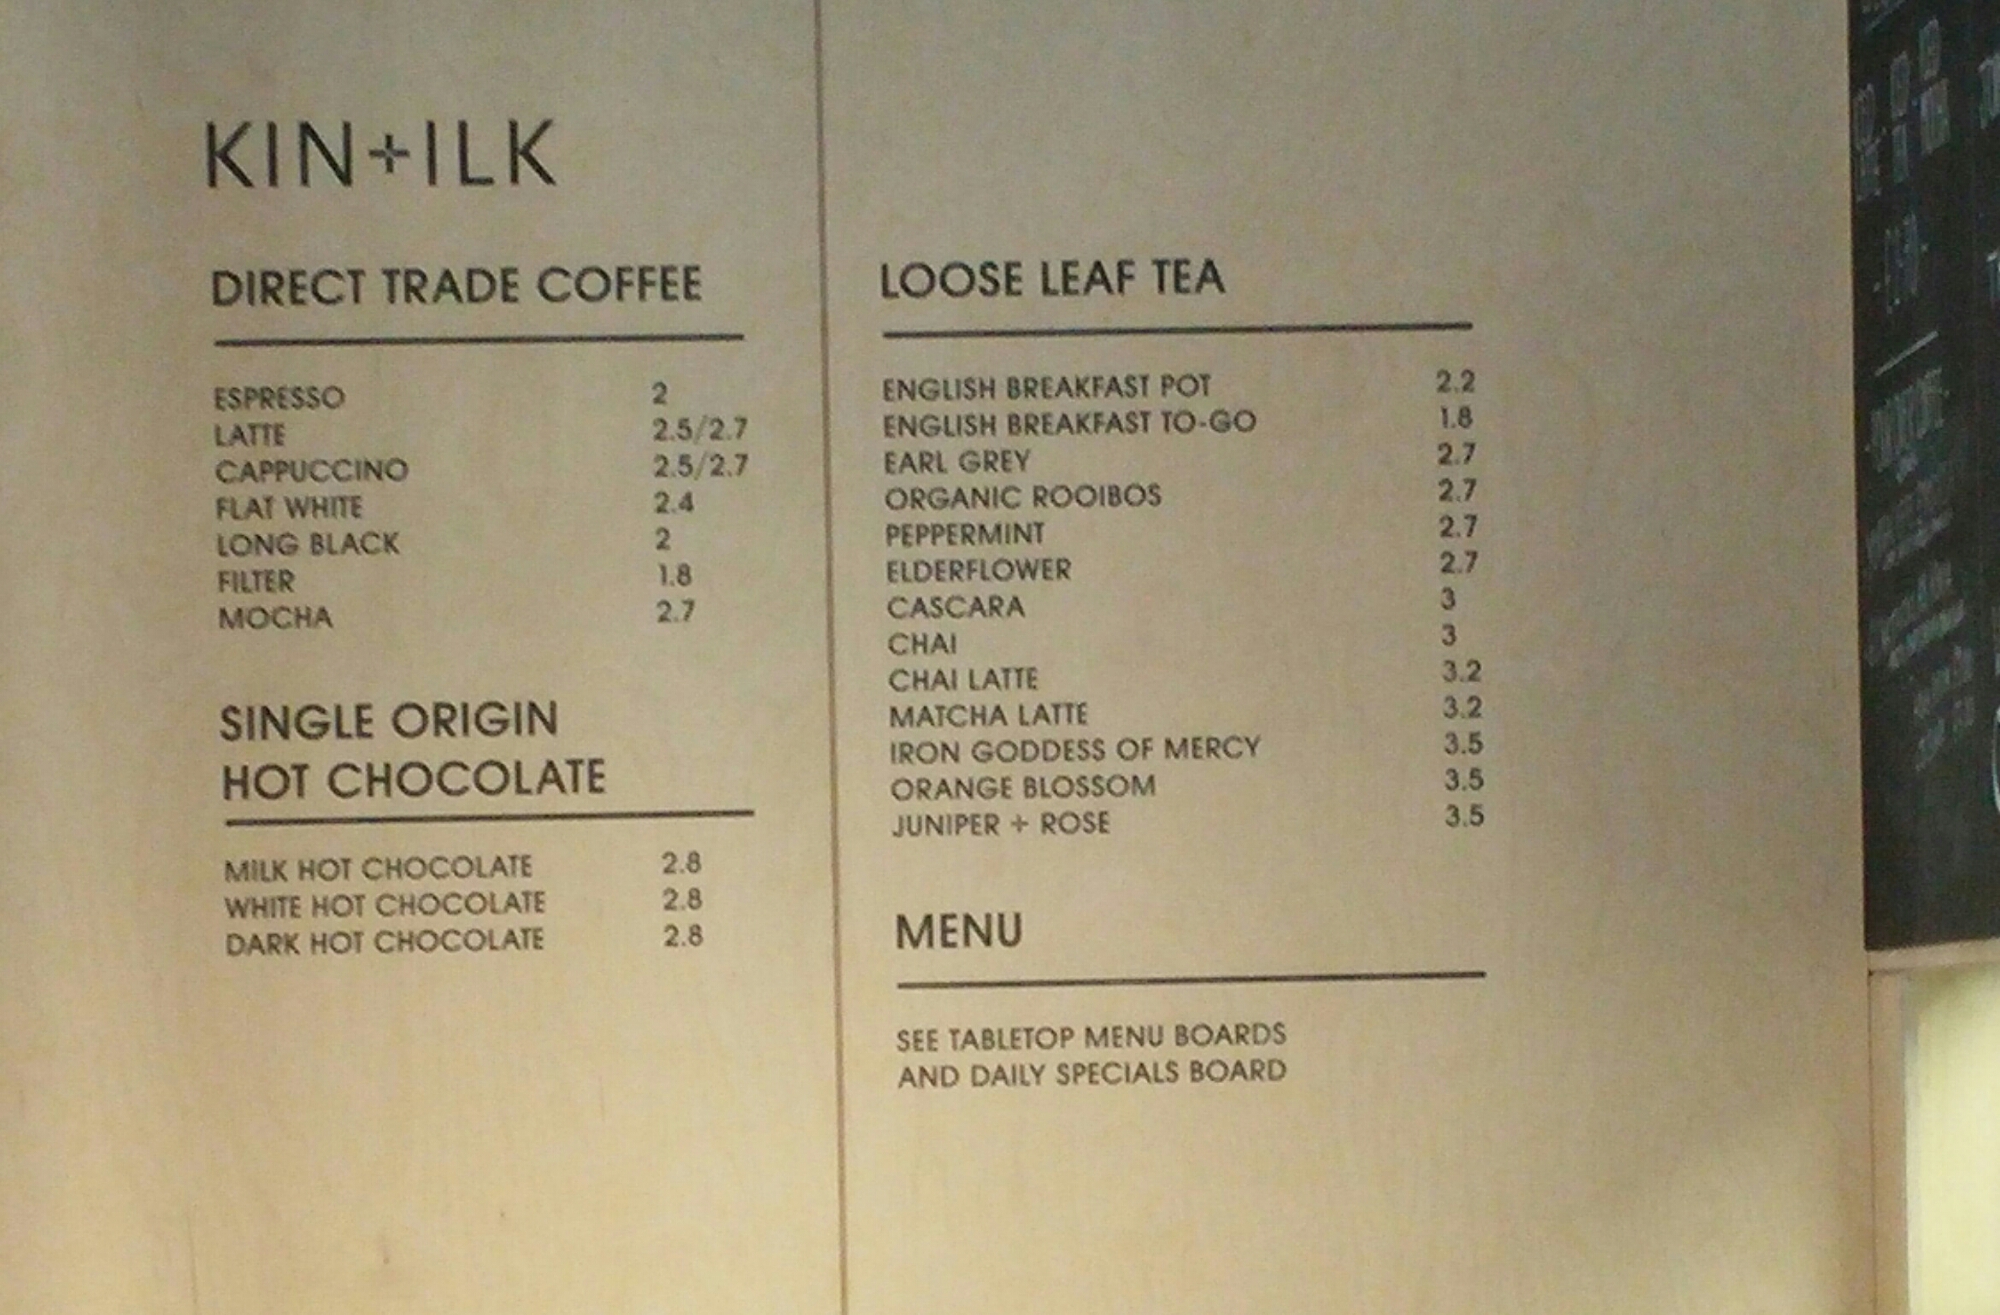 KIN+ILK
DIRECT TRADE COFFEE
ESPRESSO 2
LATTE 2.5/2.7
CAPPUCCINO 2.5/2.7
FLAT WHITE 2.4
LONG BLACK 2
FILTER 1.8
MOCHA 2.7
SINGLE ORIGIN
HOT CHOCOLATE
MILK HOT CHOCOLATE 2.8
WHITE HOT CHOCOLATE 2.8
DARK HOT CHOCOLATE 2.8
LOOSE LEAF TEA
ENGLISH BREAKFAST POT 2.2
ENGLISH BREAKFAST TO-GO 1.8
EARL GREY 2.7
ORGANIC ROOIBOS 2.7
PEPPERMINT 2.7
ELDERFLOWER 2.7
CASCARA 3
CHAI 3
CHAI LATTE 3.2
MATCHA LATTE 3.2
IRON GODDESS OF MERCY 3.5
ORANGE BLOSSOM 3.5
JUNIPER + ROSE 3.5
MENU
SEE TABLETOP MENU BOARDS
AND DAILY SPECIALS BOARD